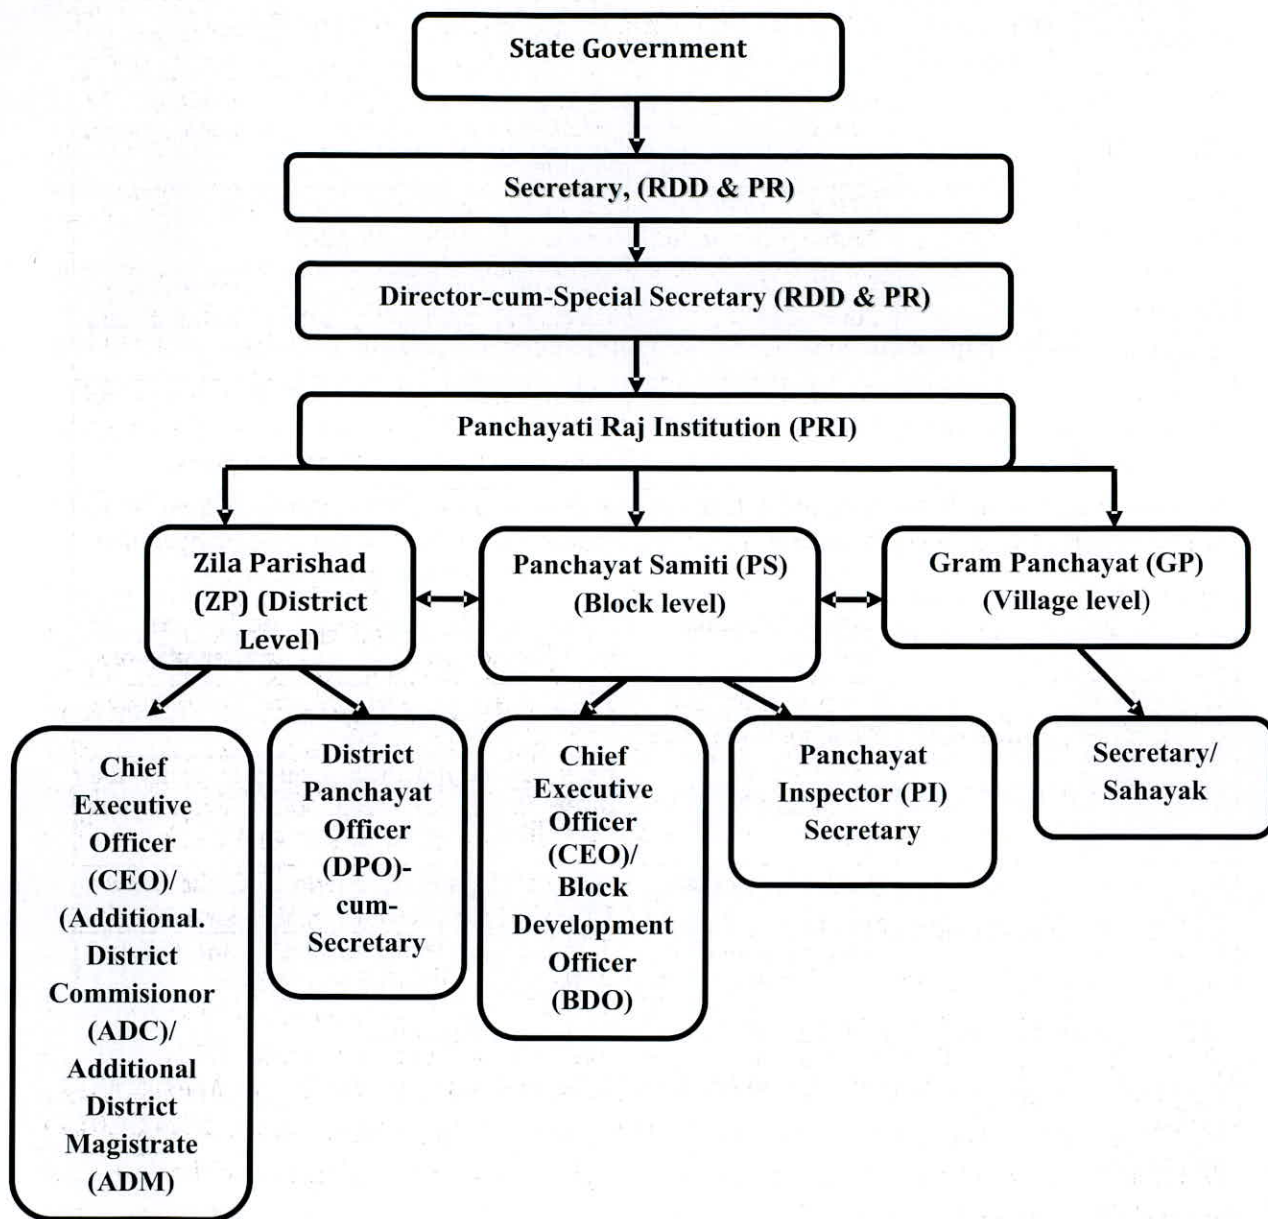 State Government
Secretary, (RDD & PR)
Director-cum-Special Secretary (RDD & PR)
Panchayati Raj Institution (PRI)
Zila Parishad
(ZP) (District
Level)
Panchayat Samiti (PS)
(Block level)
Gram Panchayat (GP)
(Village level)
Chief
Executive
Officer
(CEO)/
(Additional.
District
Commisionor
(ADC)/
Additional
District
Magistrate
(ADM)
District
Panchayat
Officer
(DPO)-
cum-
Secretary
Chief
Executive
Officer
(CEO)/
Block
Development
Officer
(BDO)
Panchayat
Inspector (PI)
Secretary
Secretary/
Sahayak